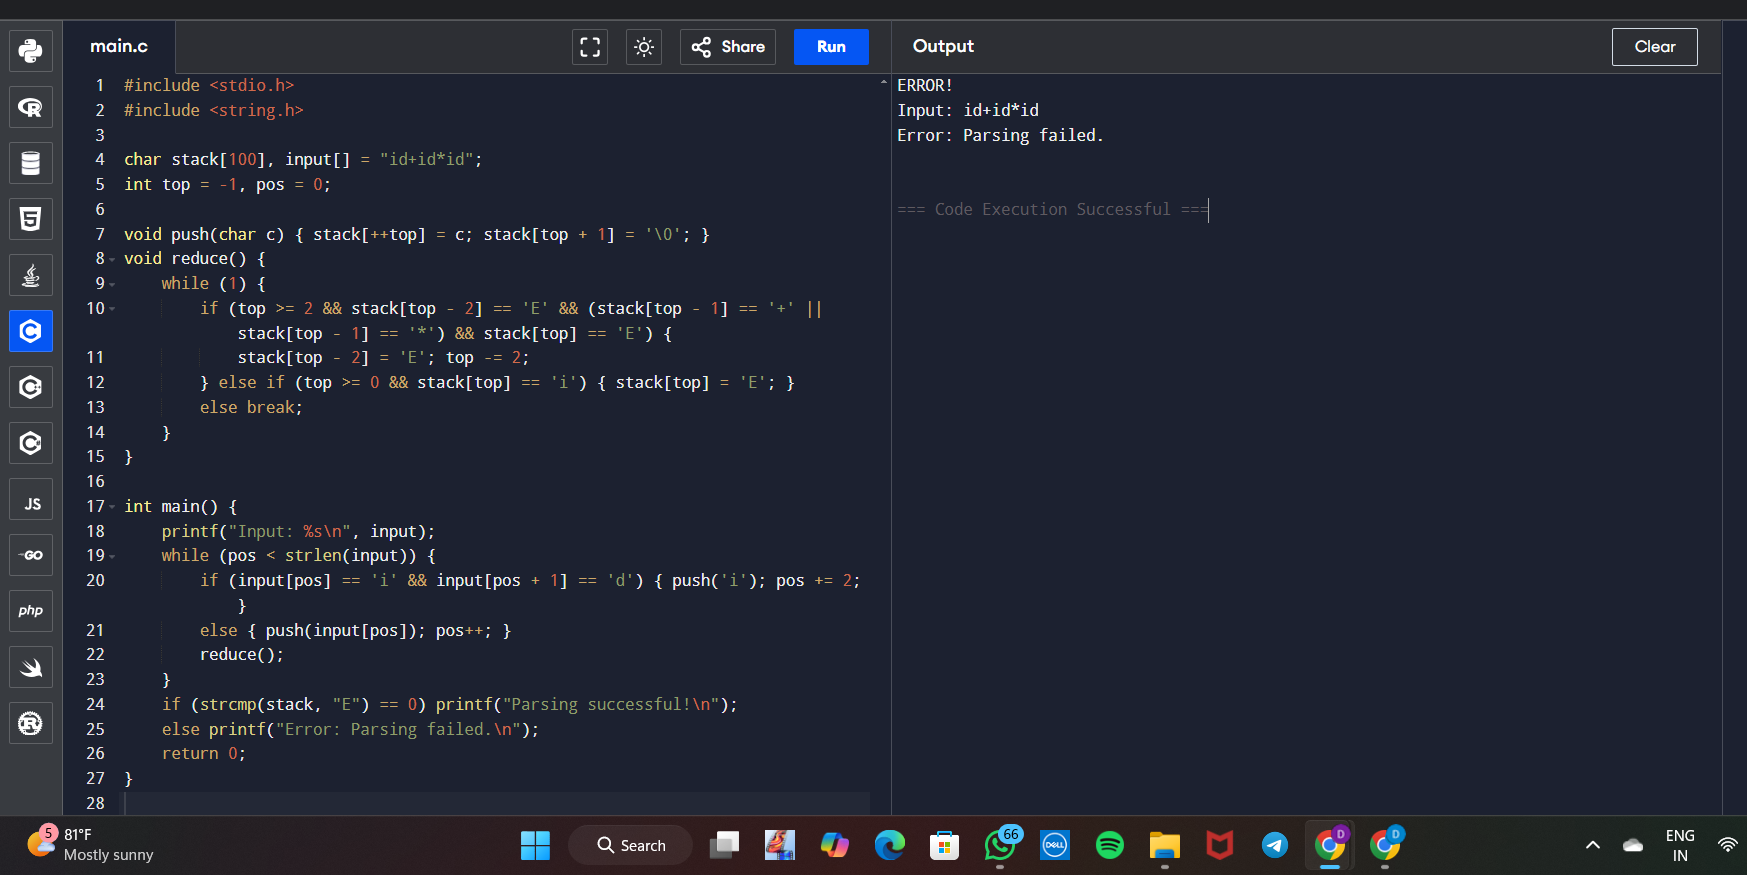 main.c
Share
Run
Output
Clear
1 #include <stdio.h>
2 #include <string.h>
3
4 char stack[100], input[] = "id+id*id";
5 int top = -1, pos = 0;
6
7 void push(char c) { stack[++top] = c; stack[top + 1] = '\0'; }
8 void reduce() {
9 while (1) {
10 if (top >= 2 && stack[top - 2] == 'E' && (stack[top - 1] == '+' ||
stack[top - 1] == '*') && stack[top] == 'E') {
11 stack[top - 2] = 'E'; top -= 2;
12 } else if (top >= 0 && stack[top] == 'i') { stack[top] = 'E'; }
13 else break;
14 }
15 }
16
17 int main() {
18 printf("Input: %s\n", input);
19 while (pos < strlen(input)) {
20 if (input[pos] == 'i' && input[pos + 1] == 'd') { push('i'); pos += 2;
}
21 else { push(input[pos]); pos++; }
22 reduce();
23 }
24 if (strcmp(stack, "E") == 0) printf("Parsing successful!\n");
25 else printf("Error: Parsing failed.\n");
26 return 0;
27 }
28
ERROR!
Input: id+id*id
Error: Parsing failed.
=== Code Execution Successful ===
R
5
C
C
C
JS
GO
php
R
5
81°F
Mostly sunny
Search
66
DELL
D
D
ENG
IN